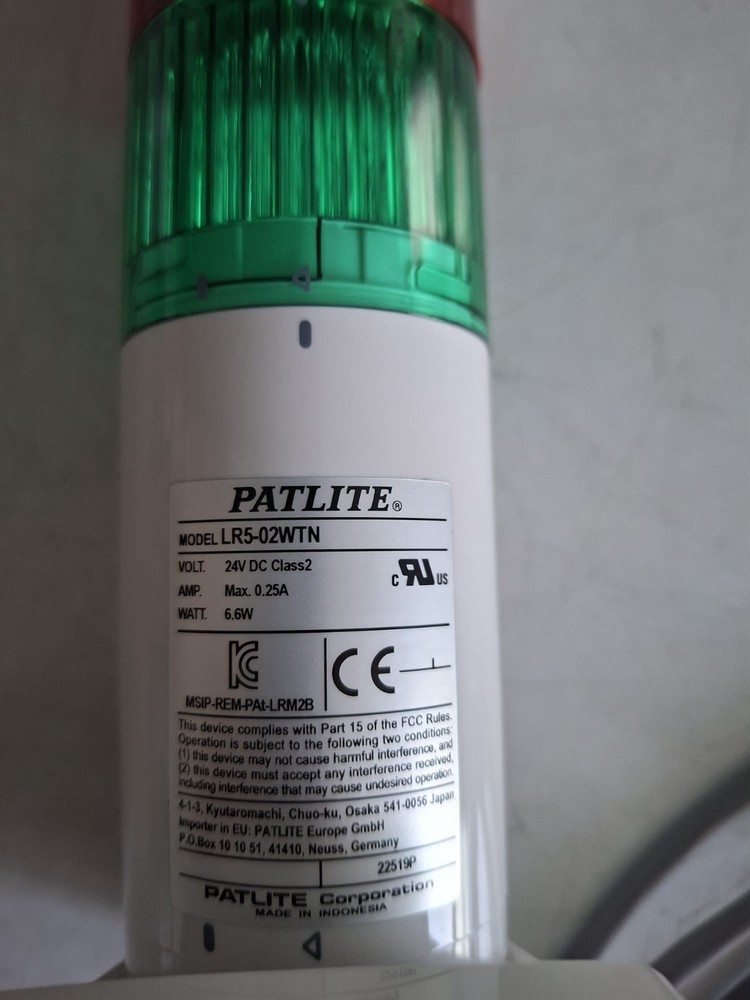 PATLITE®
MODEL LR5-02WTN
VOLT. 24V DC Class2
AMP. Max. 0.25A
WATT. 6.6W
C RU US
KC
CE
MSIP-REM-PAt-LRM2B
This device complies with Part 15 of the FCC Rules.
Operation is subject to the following two conditions:
(1) this device may not cause harmful interference, and
(2) this device must accept any interference received,
including interference that may cause undesired operation.
4-1-3, Kyutaromachi, Chuo-ku, Osaka 541-0056 Japan
Importer in EU: PATLITE Europe GmbH
P.O.Box 10 10 51, 41410, Neuss, Germany
22519P
PATLITE Corporation
MADE IN INDONESIA